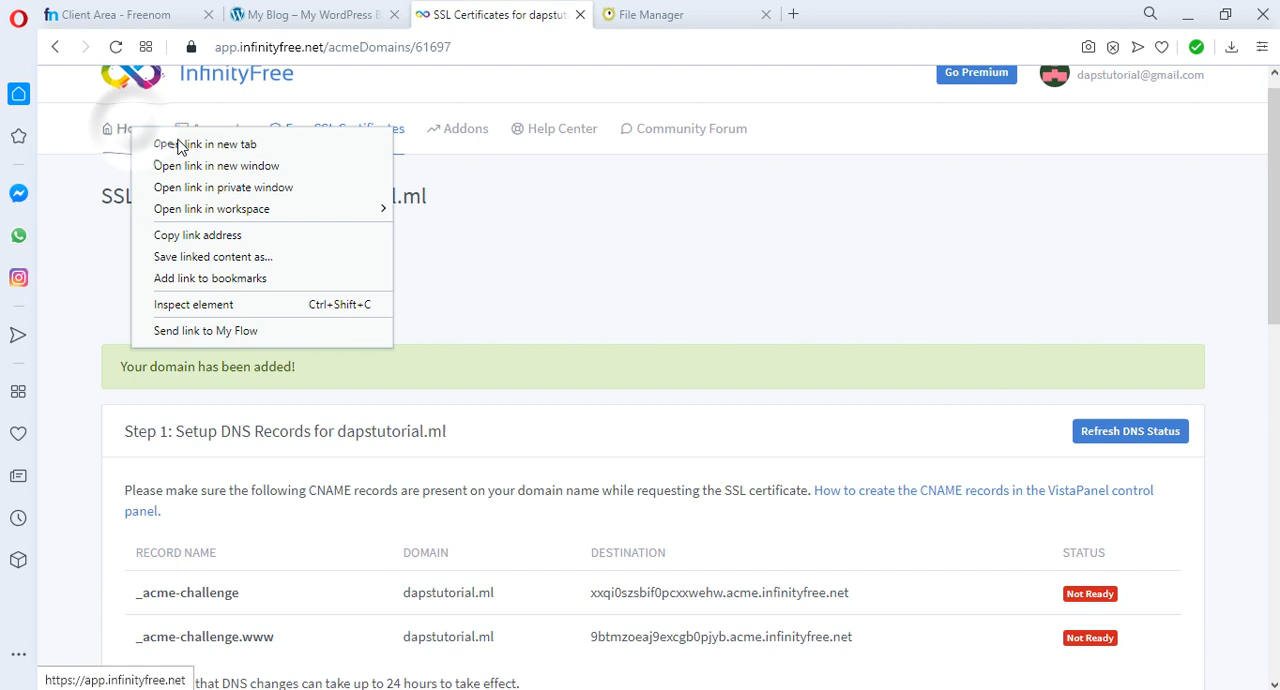 Client Area - Freenom
My Blog – My WordPress B
SSL Certificates for dapstut
File Manager
app.infinityfree.net/acmeDomains/61697
InfinityFree
Go Premium
dapstutorial@gmail.com
Addons
Help Center
Community Forum
Open link in new tab
Open link in new window
Open link in private window
Open link in workspace
Copy link address
Save linked content as...
Add link to bookmarks
Inspect element Ctrl+Shift+C
Send link to My Flow
SSL
.ml
Your domain has been added!
Step 1: Setup DNS Records for dapstutorial.ml
Refresh DNS Status
Please make sure the following CNAME records are present on your domain name while requesting the SSL certificate. How to create the CNAME records in the VistaPanel control
panel.
RECORD NAME DOMAIN DESTINATION STATUS
_acme-challenge dapstutorial.ml xxqi0szsbif0pcxxwehw.acme.infinityfree.net Not Ready
_acme-challenge.www dapstutorial.ml 9btmzoeaj9excgb0pjyb.acme.infinityfree.net Not Ready
https://app.infinityfree.net
that DNS changes can take up to 24 hours to take effect.